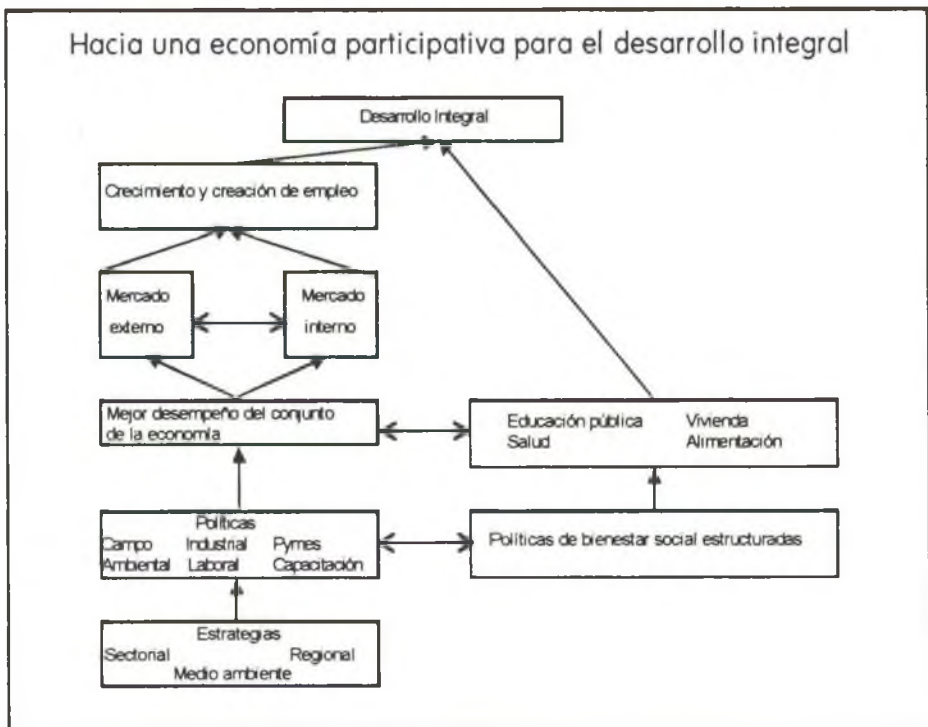 Hacia una economía participativa para el desarrollo integral
Desarrollo Integral
Crecimiento y creación de empleo
Mercado externo
Mercado interno
Mejor desempeño del conjunto
de la economía
Educación pública Vivienda
Salud Alimentación
Políticas
Campo Industrial Pymes
Ambiental Laboral Capacitación
Políticas de bienestar social estructuradas
Estrategias
Sectorial Regional
Medio ambiente